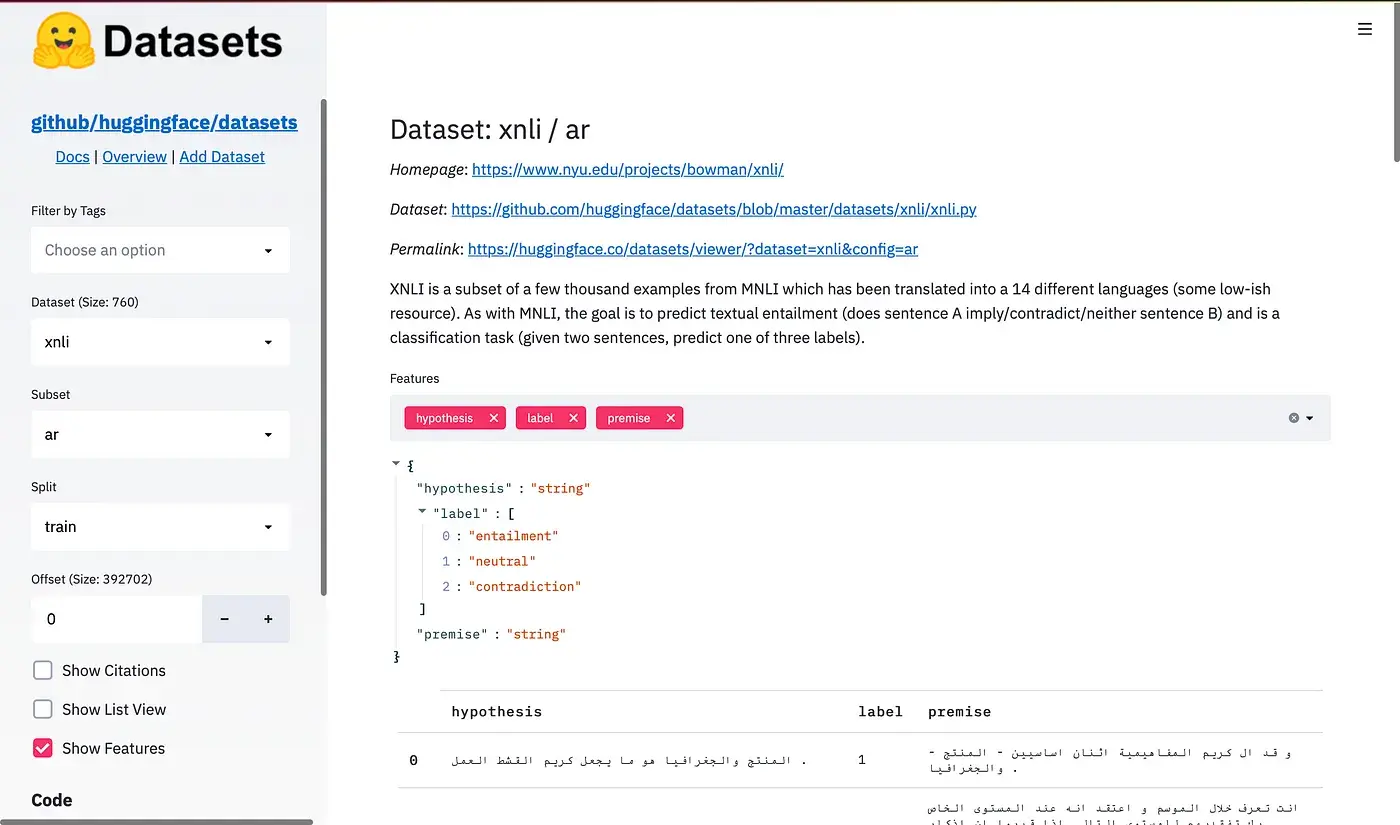 Datasets
github/huggingface/datasets
Docs | Overview | Add Dataset
Filter by Tags
Choose an option
Dataset (Size: 760)
xnli
Subset
ar
Split
train
Offset (Size: 392702)
0
− +
Show Citations
Show List View
Show Features
Code
Dataset: xnli / ar
Homepage: https://www.nyu.edu/projects/bowman/xnli/
Dataset: https://github.com/huggingface/datasets/blob/master/datasets/xnli/xnli.py
Permalink: https://huggingface.co/datasets/viewer/?dataset=xnli&config=ar
XNLI is a subset of a few thousand examples from MNLI which has been translated into a 14 different languages (some low-ish
resource). As with MNLI, the goal is to predict textual entailment (does sentence A imply/contradict/neither sentence B) and is a
classification task (given two sentences, predict one of three labels).
Features
hypothesis label premise
{
"hypothesis" : "string"
"label" : [
0 : "entailment"
1 : "neutral"
2 : "contradiction"
]
"premise" : "string"
}
hypothesis label premise
0
المنتج والجغرافيا هو ما يجعل كريم القشط العمل .
1
و قد ال كريم المفاهيمية اثنان اساسيين - المنتج -
والجغرافيا .
انت تعرف خلال الموسم و اعتقد انه عند المستوى الخاص